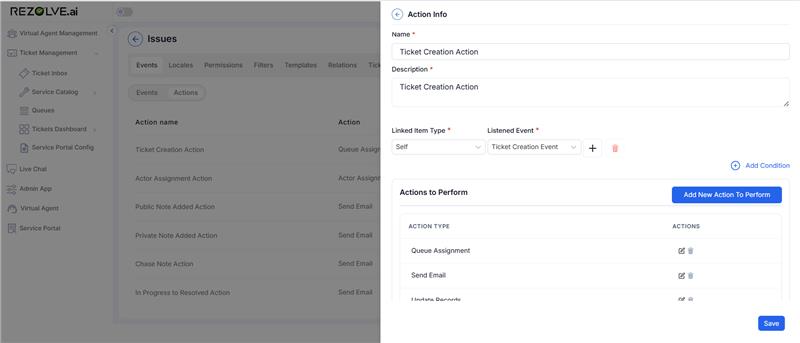 REZOLVE.ai
Virtual Agent Management
Ticket Management
Ticket Inbox
Service Catalog
Queues
Tickets Dashboard
Service Portal Config
Live Chat
Admin App
Virtual Agent
Service Portal
Issues
Events Locales Permissions Filters Templates Relations
Events Actions
Action name Action
Ticket Creation Action Queue Assign
Actor Assignment Action Actor Assign
Public Note Added Action Send Email
Private Note Added Action Send Email
Chase Note Action Send Email
In Progress to Resolved Action Send Email
Action Info
Name *
Ticket Creation Action
Description *
Ticket Creation Action
Linked Item Type * Listened Event *
Self Ticket Creation Event
Add Condition
Actions to Perform
Add New Action To Perform
ACTION TYPE ACTIONS
Queue Assignment
Send Email
Update Records
Save